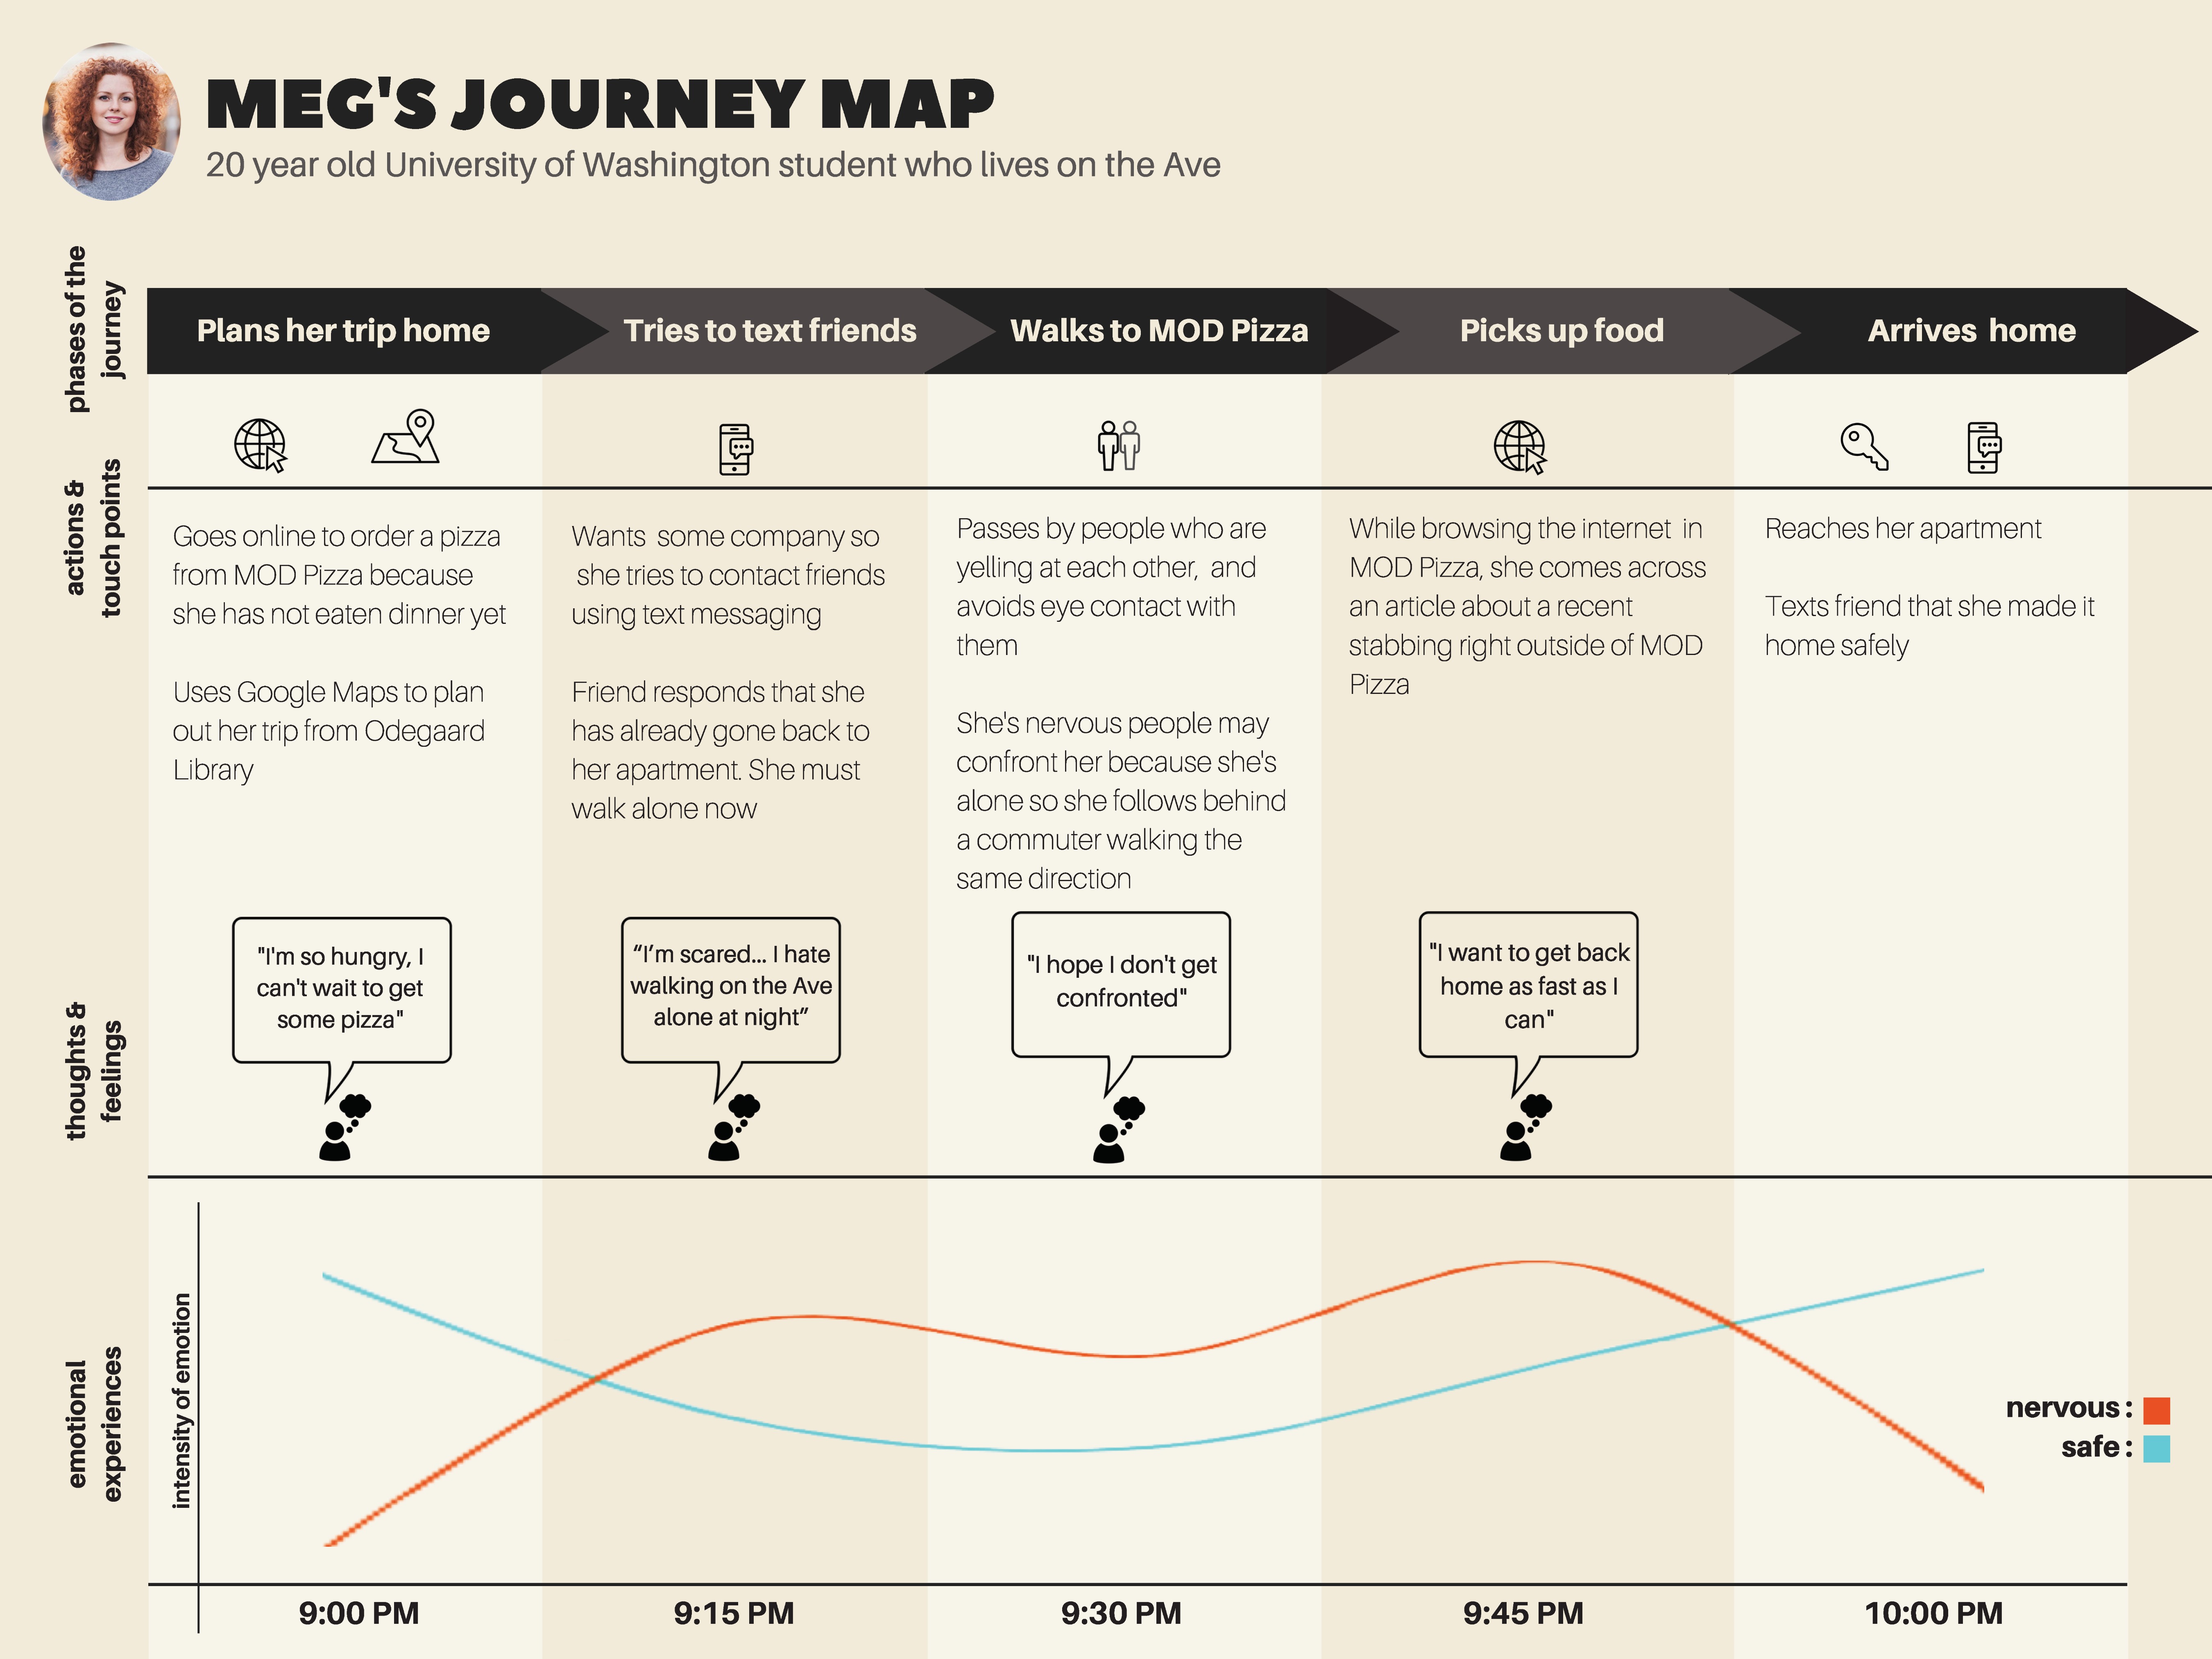 MEG'S JOURNEY MAP
20 year old University of Washington student who lives on the Ave
phases of the
journey
Plans her trip home
Tries to text friends
Walks to MOD Pizza
Picks up food
Arrives home
actions &
touch points
Goes online to order a pizza
from MOD Pizza because
she has not eaten dinner yet
Uses Google Maps to plan
out her trip from Odegaard
Library
Wants some company so
she tries to contact friends
using text messaging
Friend responds that she
has already gone back to
her apartment. She must
walk alone now
Passes by people who are
yelling at each other, and
avoids eye contact with
them
She's nervous people may
confront her because she's
alone so she follows behind
a commuter walking the
same direction
While browsing the internet in
MOD Pizza, she comes across
an article about a recent
stabbing right outside of MOD
Pizza
Reaches her apartment
Texts friend that she made it
home safely
thoughts &
feelings
"I'm so hungry, I
can't wait to get
some pizza"
“I’m scared... I hate
walking on the Ave
alone at night”
"I hope I don't get
confronted"
"I want to get back
home as fast as I
can"
emotional
experiences
intensity of emotion
nervous :
safe :
9:00 PM
9:15 PM
9:30 PM
9:45 PM
10:00 PM